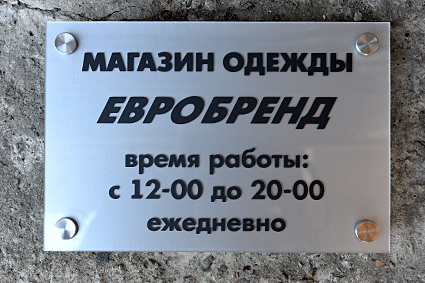 МАГАЗИН ОДЕЖДЫ
ЕВРОБРЕНД
время работы:
с 12-00 до 20-00
ежедневно